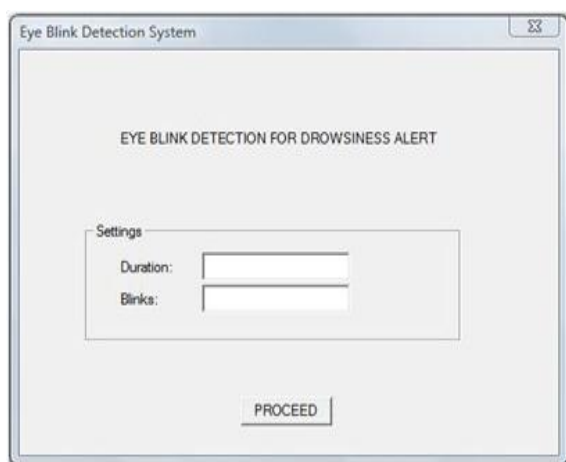 Eye Blink Detection System
EYE BLINK DETECTION FOR DROWSINESS ALERT
Settings
Duration:
Blinks:
PROCEED